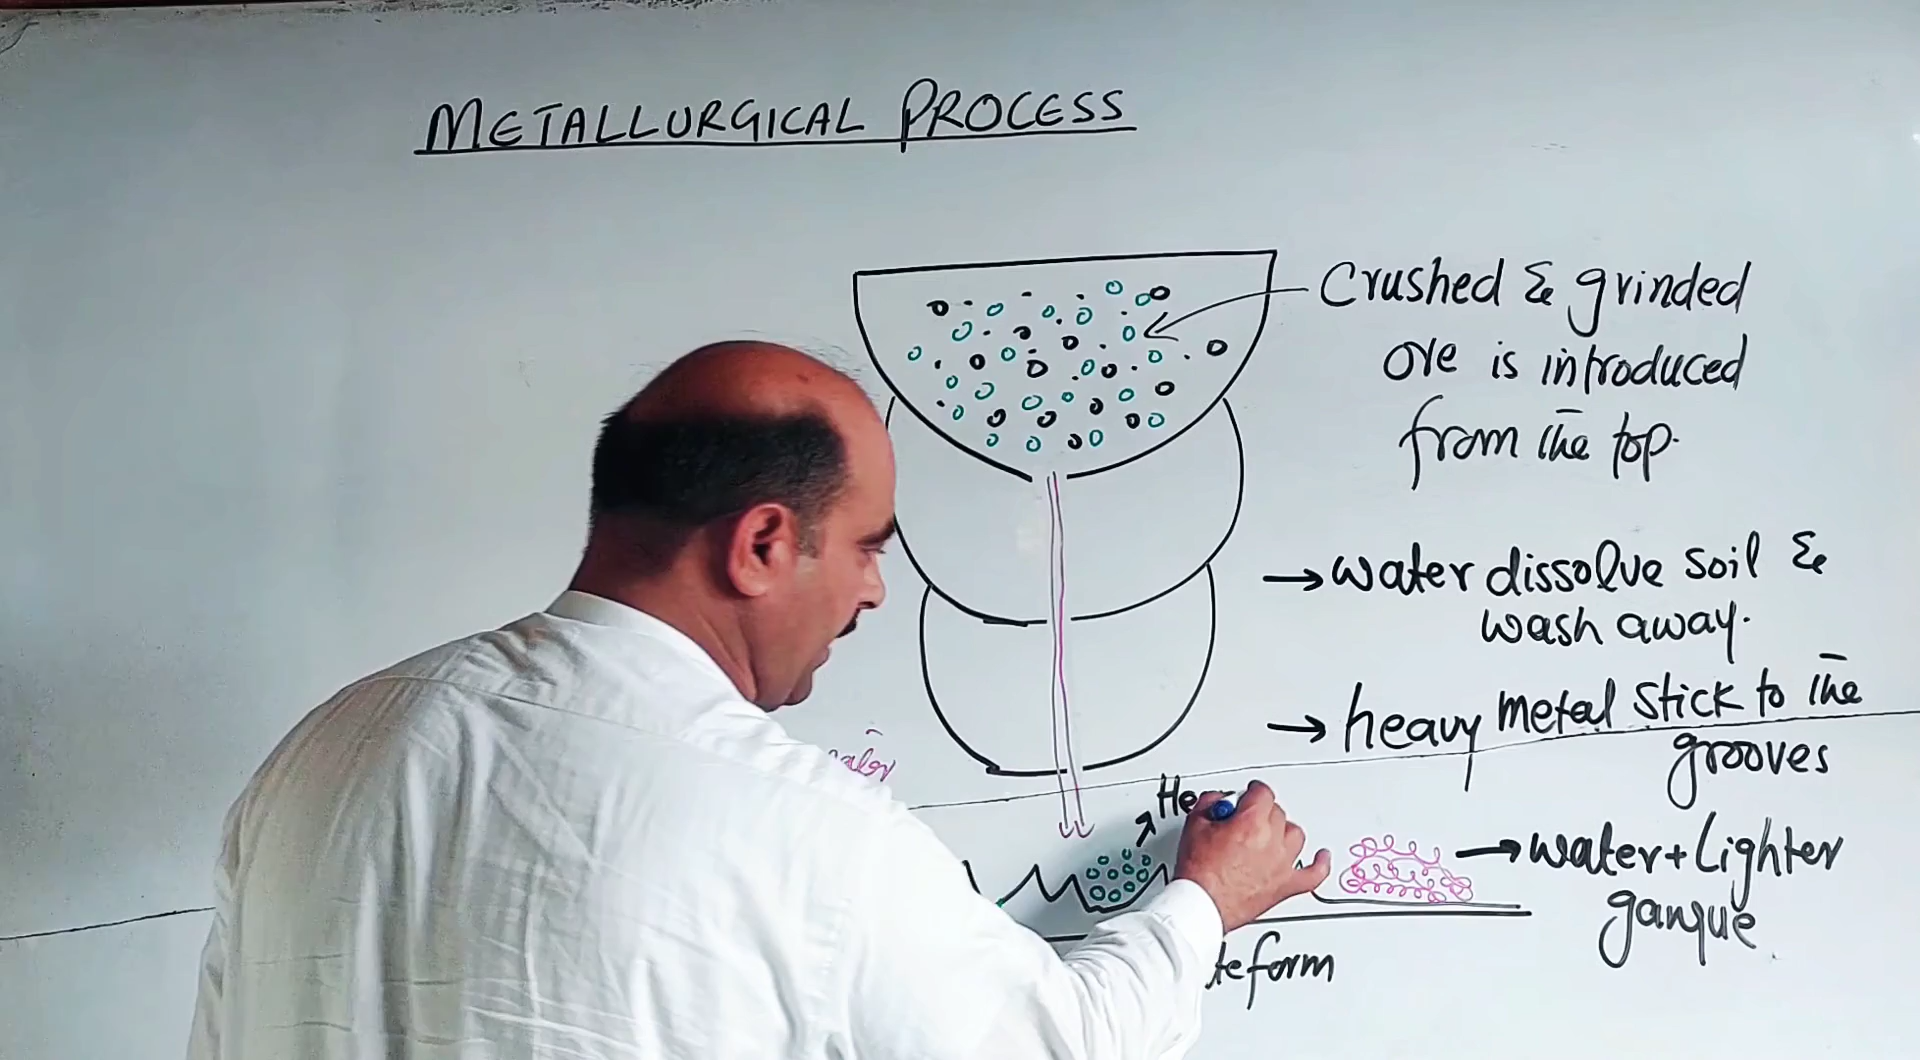 METALLURGICAL PROCESS
Crushed & grinded
ore is introduced
from the top.
→ water dissolve soil &
wash away.
→ heavy metal stick to the
grooves
→ water + Lighter
gangue